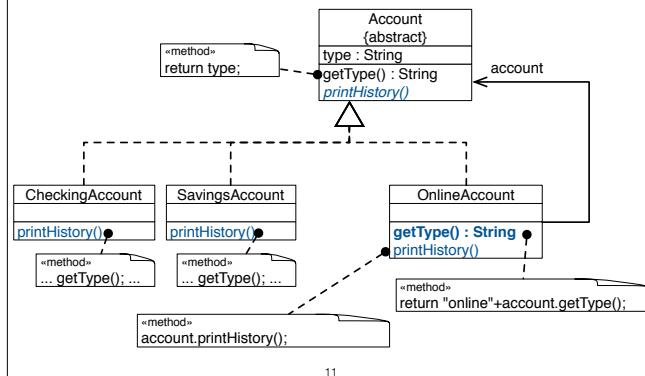 Account
{abstract}
type : String
getType() : String
printHistory()
«method»
return type;
account
CheckingAccount
printHistory()
«method»
... getType(); ...
SavingsAccount
printHistory()
«method»
... getType(); ...
OnlineAccount
getType() : String
printHistory()
«method»
return "online"+account.getType();
«method»
account.printHistory();
11